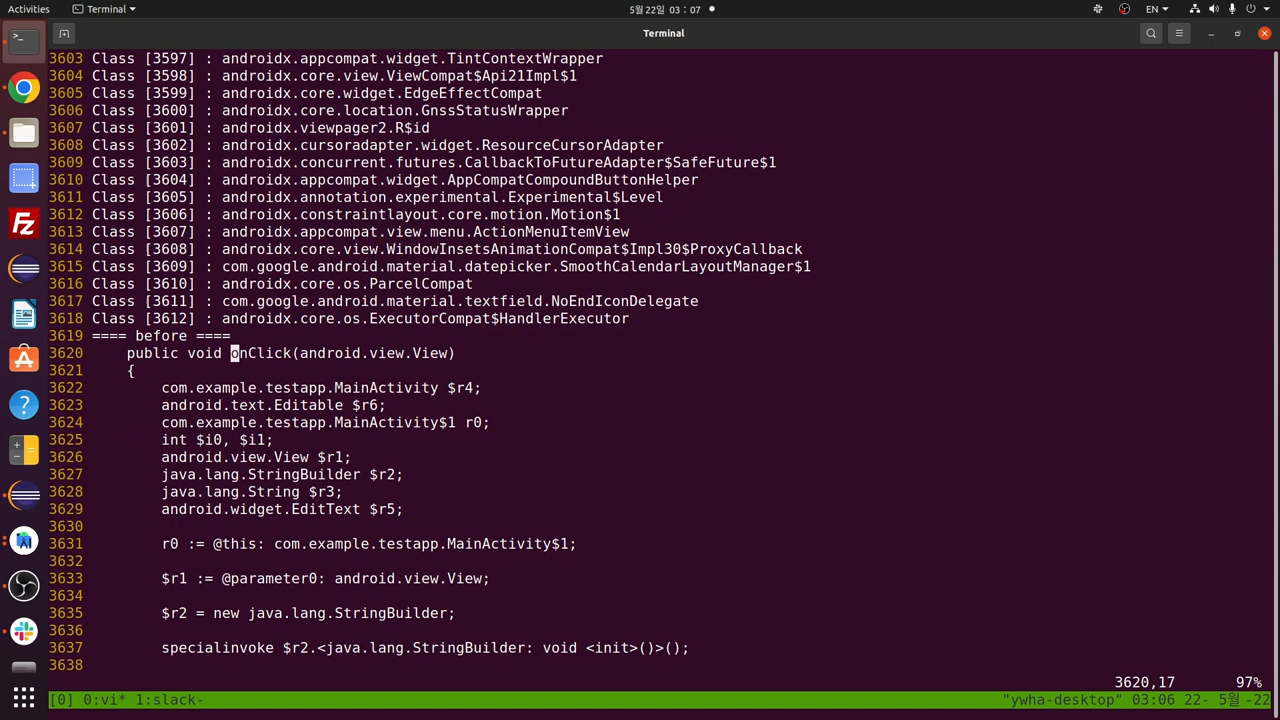 Activities
Terminal
5월 22일 03 : 07
EN
Terminal
3603 Class [3597] : androidx.appcompat.widget.TintContextWrapper
3604 Class [3598] : androidx.core.view.ViewCompat$Api21Impl$1
3605 Class [3599] : androidx.core.widget.EdgeEffectCompat
3606 Class [3600] : androidx.core.location.GnssStatusWrapper
3607 Class [3601] : androidx.viewpager2.R$id
3608 Class [3602] : androidx.cursoradapter.widget.ResourceCursorAdapter
3609 Class [3603] : androidx.concurrent.futures.CallbackToFutureAdapter$SafeFuture$1
3610 Class [3604] : androidx.appcompat.widget.AppCompatCompoundButtonHelper
3611 Class [3605] : androidx.annotation.experimental.Experimental$Level
3612 Class [3606] : androidx.constraintlayout.core.motion.Motion$1
3613 Class [3607] : androidx.appcompat.view.menu.ActionMenuItemView
3614 Class [3608] : androidx.core.view.WindowInsetsAnimationCompat$Impl30$ProxyCallback
3615 Class [3609] : com.google.android.material.datepicker.SmoothCalendarLayoutManager$1
3616 Class [3610] : androidx.core.os.ParcelCompat
3617 Class [3611] : com.google.android.material.textfield.NoEndIconDelegate
3618 Class [3612] : androidx.core.os.ExecutorCompat$HandlerExecutor
3619 ==== before ====
3620     public void onClick(android.view.View)
3621     {
3622         com.example.testapp.MainActivity $r4;
3623         android.text.Editable $r6;
3624         com.example.testapp.MainActivity$1 r0;
3625         int $i0, $i1;
3626         android.view.View $r1;
3627         java.lang.StringBuilder $r2;
3628         java.lang.String $r3;
3629         android.widget.EditText $r5;
3630
3631         r0 := @this: com.example.testapp.MainActivity$1;
3632
3633         $r1 := @parameter0: android.view.View;
3634
3635         $r2 = new java.lang.StringBuilder;
3636
3637         specialinvoke $r2.<java.lang.StringBuilder: void <init>()>();
3638
3620,17 97%
[0] 0:vi* 1:slack- "ywha-desktop" 03:06 22- 5월 -22